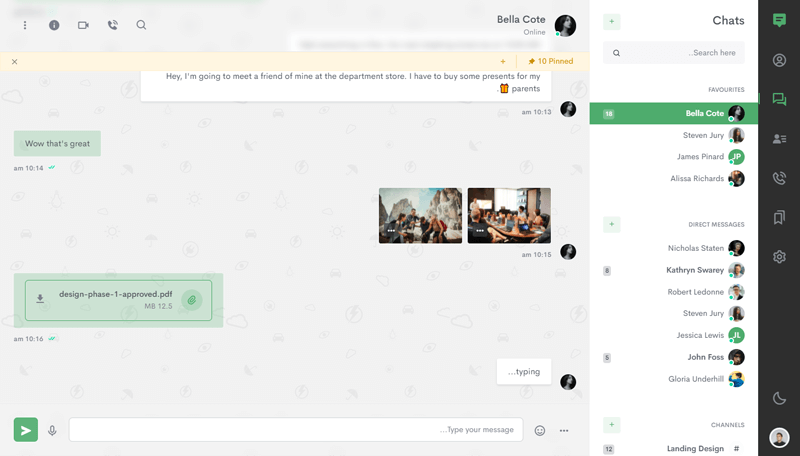 Bella Cote
Online
10 Pinned
Hey, I'm going to meet a friend of mine at the department store. I have to buy some presents for my
.🎁 parents
am 10:13
Wow that's great
am 10:14
am 10:15
design-phase-1-approved.pdf
MB 12.5
am 10:16
...typing
...Type your message
Chats
..Search here
FAVOURITES
18 Bella Cote
Steven Jury
James Pinard JP
Alissa Richards
DIRECT MESSAGES
Nicholas Staten
8 Kathryn Swarey
Robert Ledonne
Steven Jury
Jessica Lewis JL
5 John Foss
Gloria Underhill
CHANNELS
12 Landing Design #